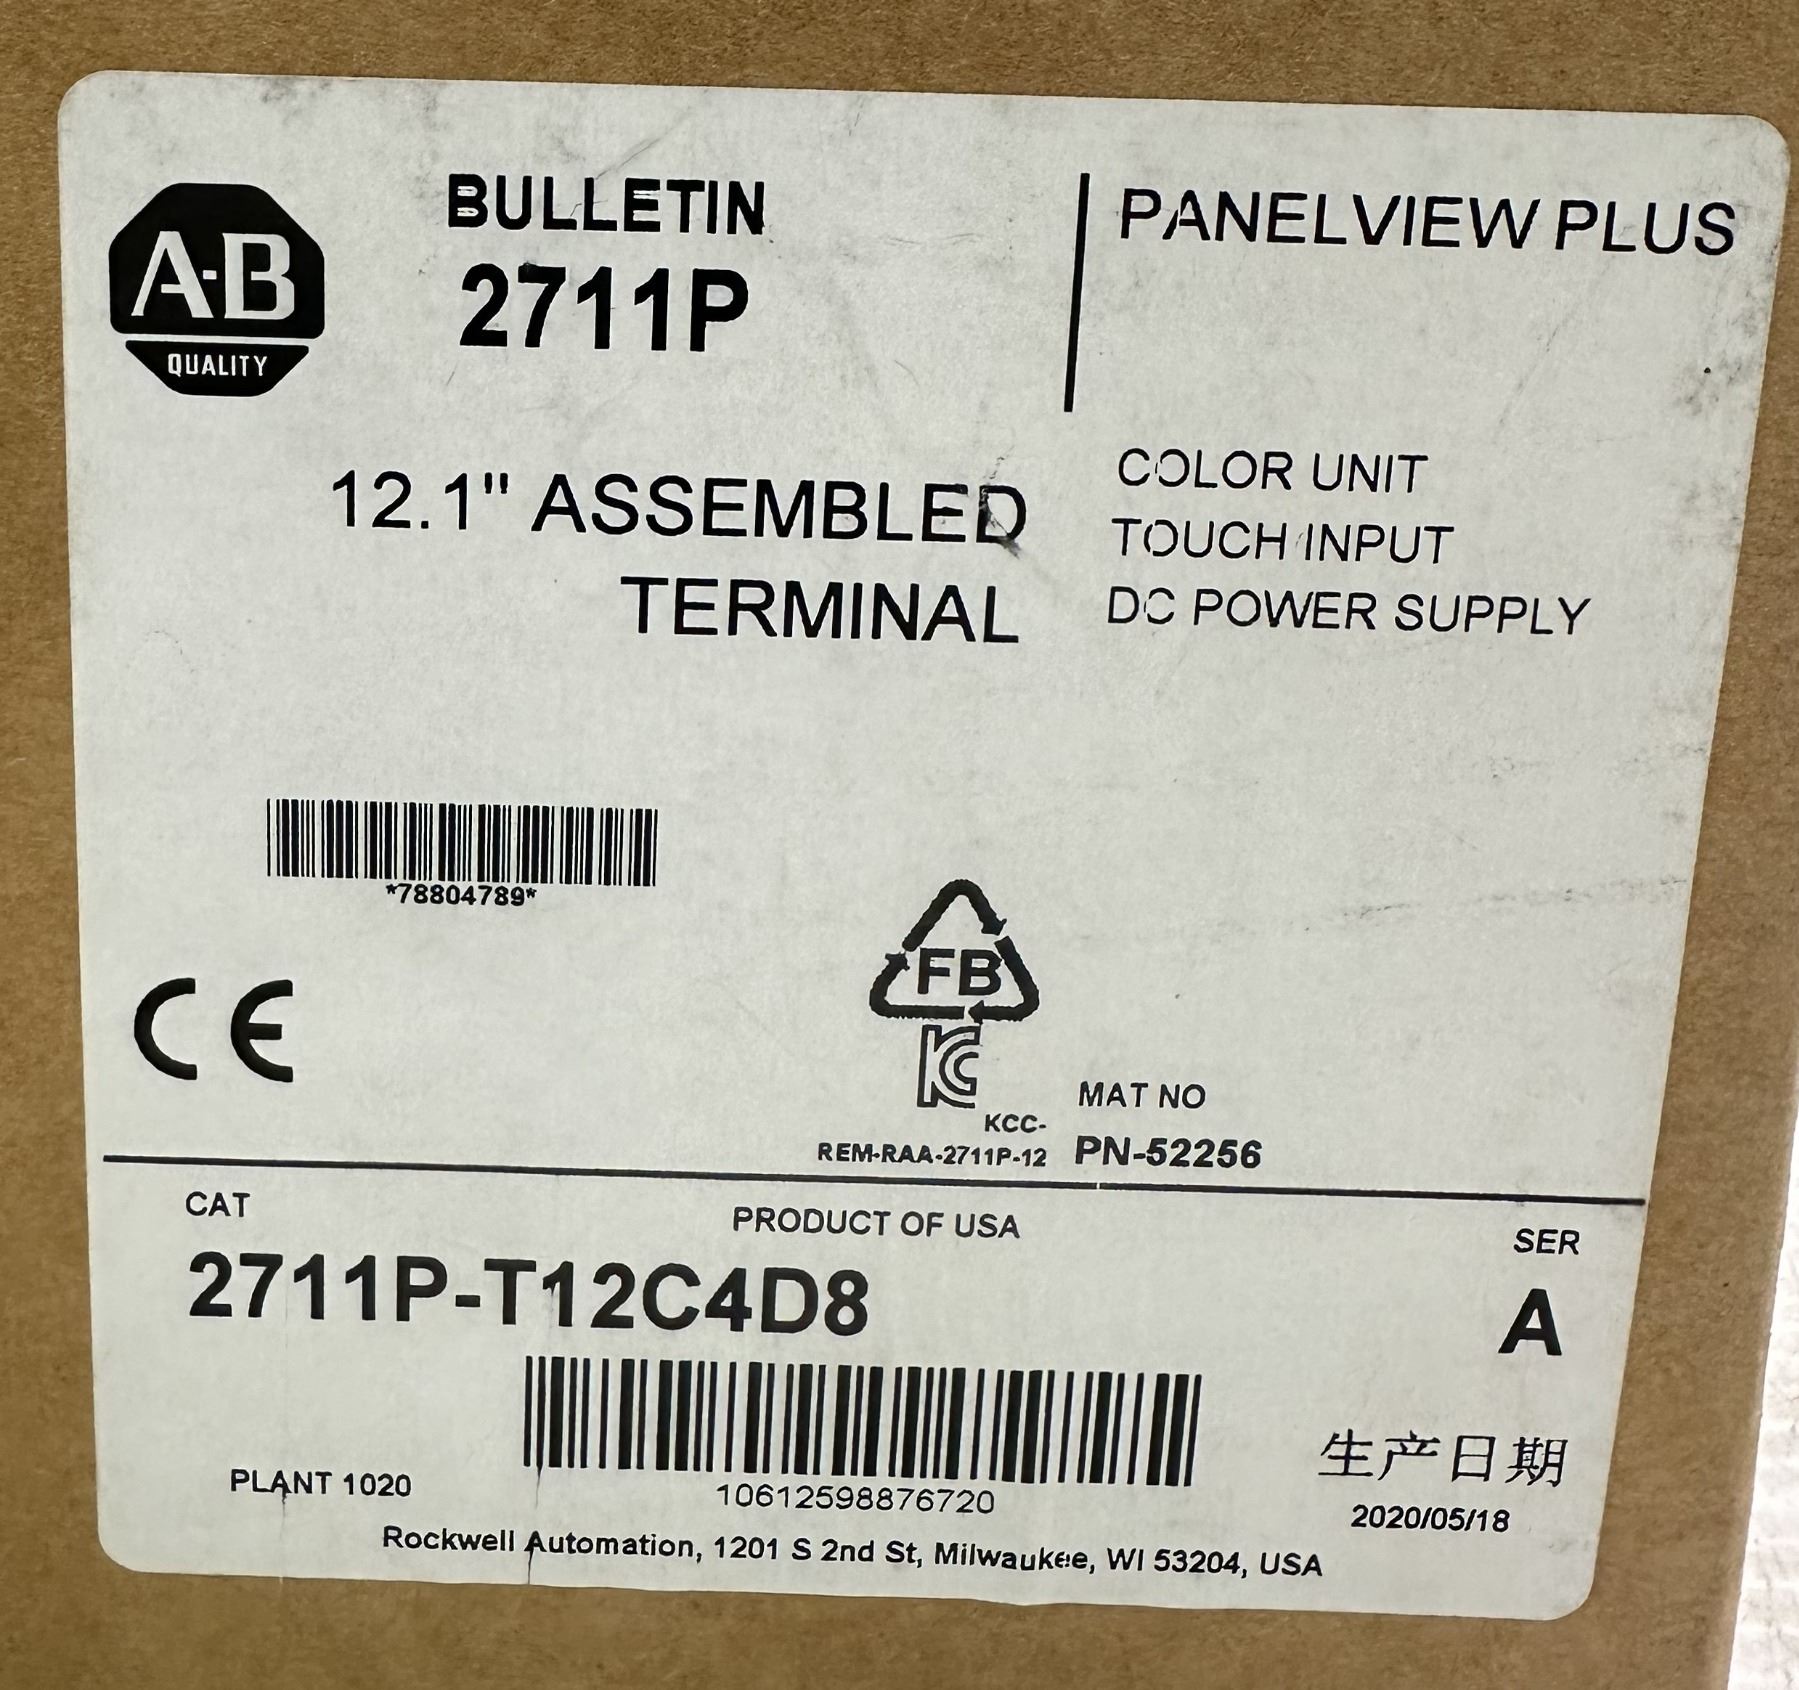 A-B
QUALITY
BULLETIN
2711P
PANELVIEW PLUS
12.1" ASSEMBLED
TERMINAL
COLOR UNIT
TOUCH INPUT
DC POWER SUPPLY
*78804789*
CE
FB
KC
KCC-
REM-RAA-2711P-12
MAT NO
PN-52256
CAT
PRODUCT OF USA
SER
2711P-T12C4D8
A
生产日期
2020/05/18
PLANT 1020
10612598876720
Rockwell Automation, 1201 S 2nd St, Milwaukee, WI 53204, USA